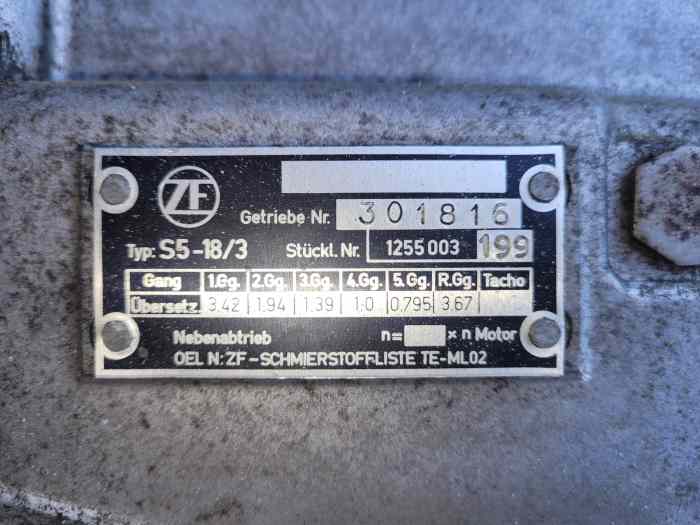 ZF
Getriebe Nr. 301816
Typ: S5-18/3 Stückl. Nr. 1255 003 199
Gang 1.Gg. 2.Gg. 3.Gg. 4.Gg. 5.Gg. R.Gg. Tacho
Übersetz. 3.42 1.94 1.39 1.0 0.795 3.67
Nebenabtrieb n= × n Motor
OEL N: ZF-SCHMIERSTOFFLISTE TE-ML02